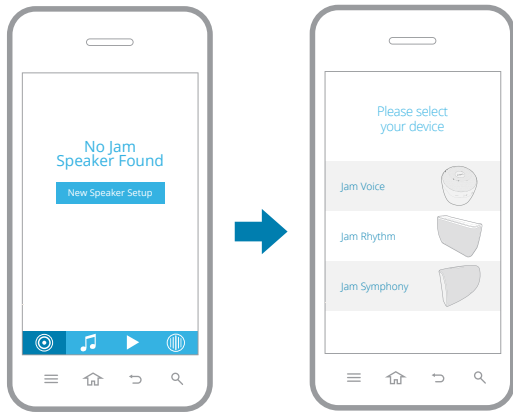 No Jam
Speaker Found
New Speaker Setup
Please select
your device
Jam Voice
Jam Rhythm
Jam Symphony